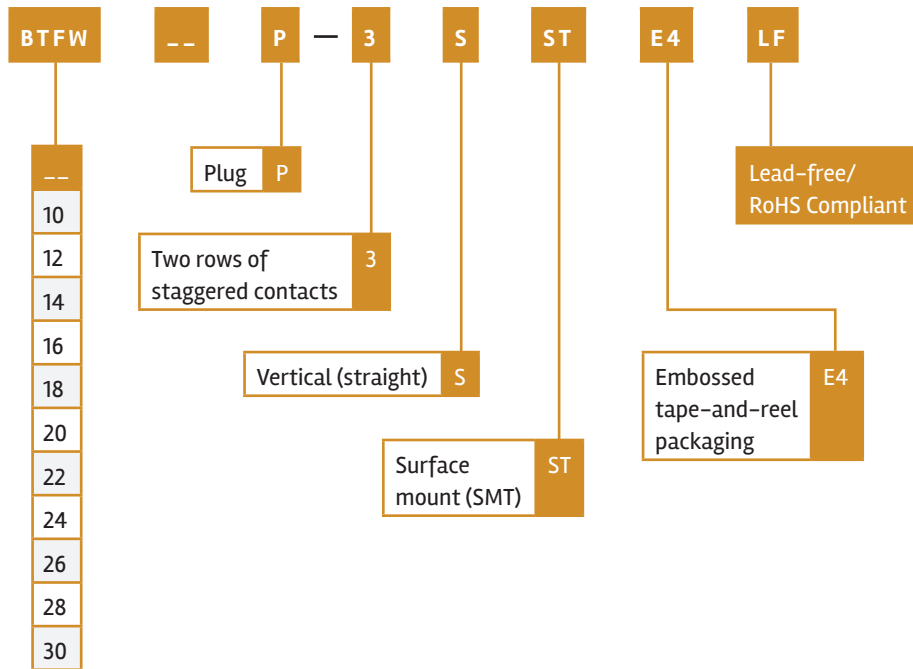 BTFW __ P — 3 S ST E4 LF
__
10
12
14
16
18
20
22
24
26
28
30
Plug P
Two rows of 3
staggered contacts
Vertical (straight) S
Surface ST
mount (SMT)
Embossed E4
tape-and-reel
packaging
Lead-free/
RoHS Compliant